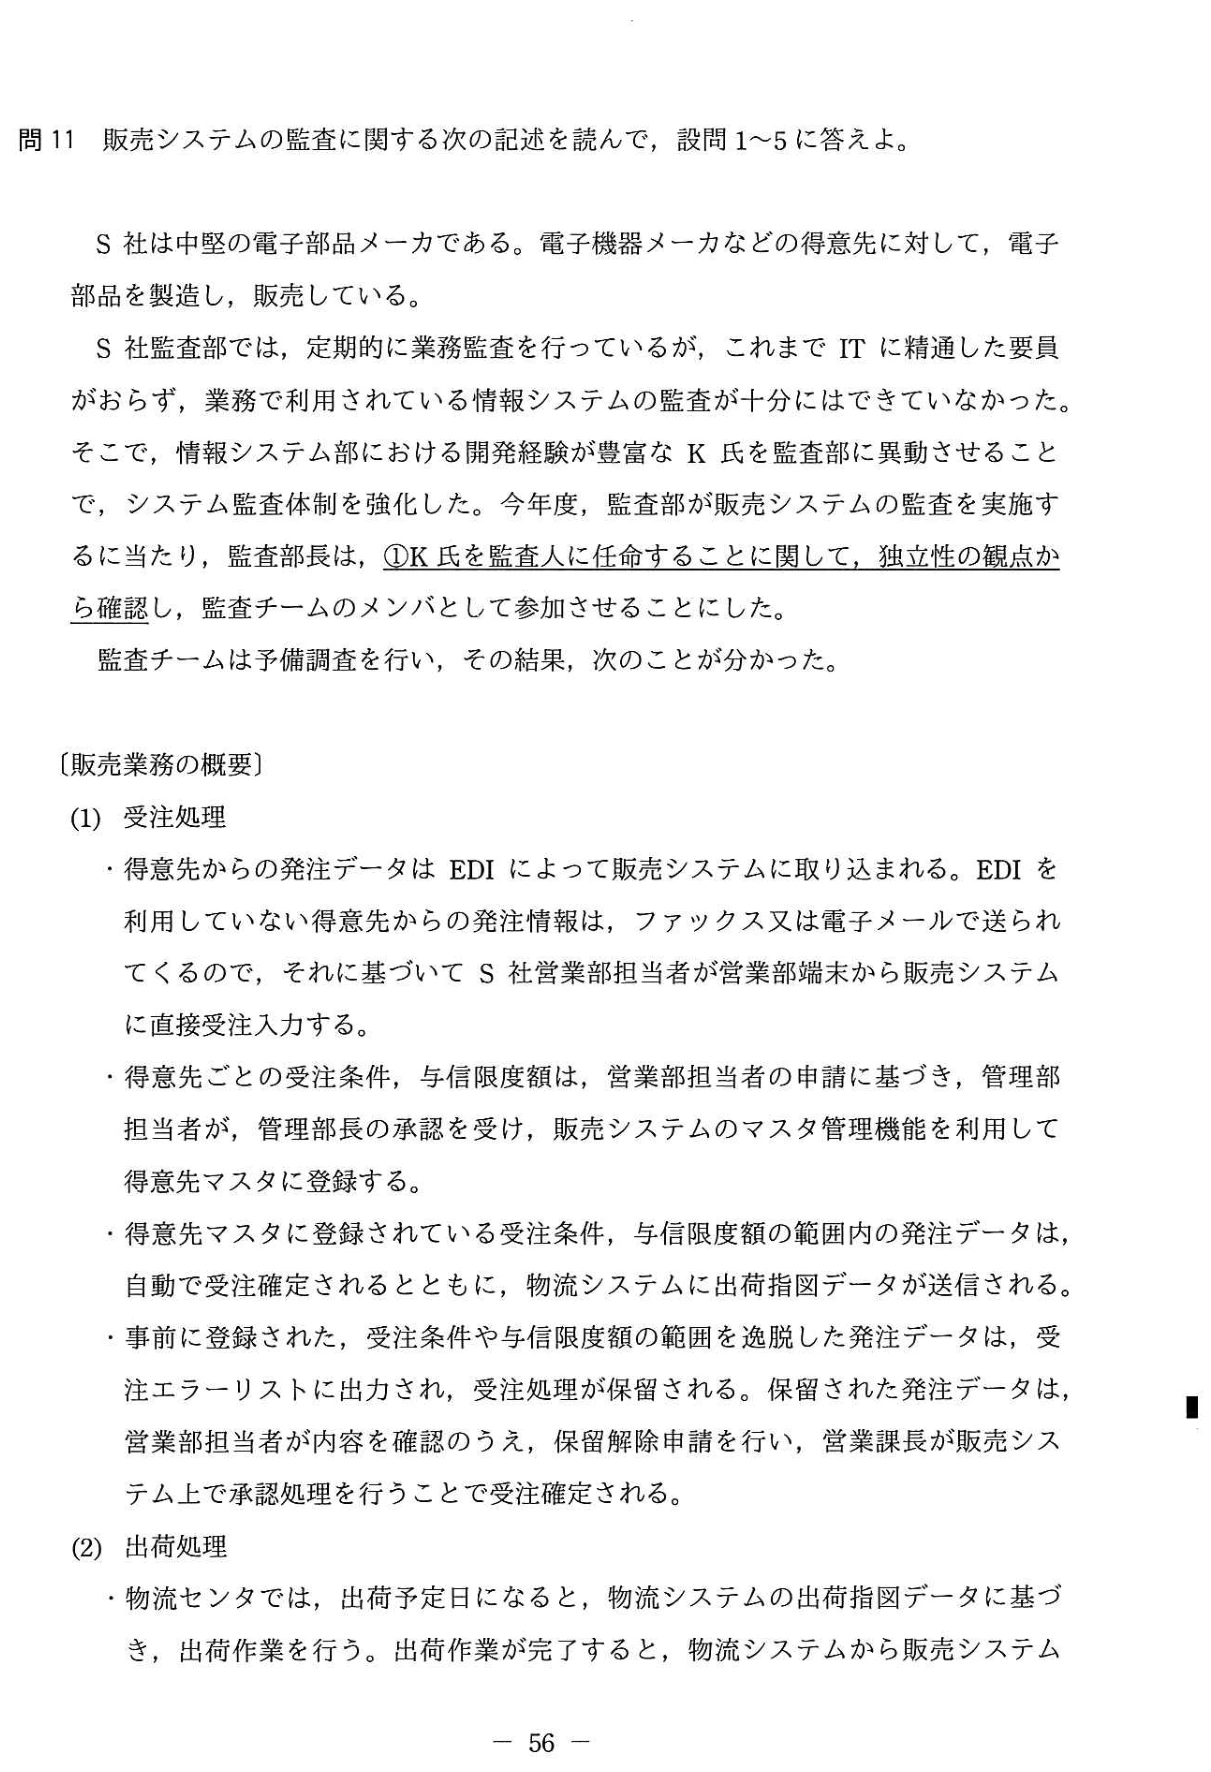 問 11　販売システムの監査に関する次の記述を読んで，設問 1～5 に答えよ。
S 社は中堅の電子部品メーカである。電子機器メーカなどの得意先に対して，電子
部品を製造し，販売している。
S 社監査部では，定期的に業務監査を行っているが，これまで IT に精通した要員
がおらず，業務で利用されている情報システムの監査が十分にはできていなかった。
そこで，情報システム部における開発経験が豊富な K 氏を監査部に異動させること
で，システム監査体制を強化した。今年度，監査部が販売システムの監査を実施す
るに当たり，監査部長は，①K 氏を監査人に任命することに関して，独立性の観点か
ら確認し，監査チームのメンバとして参加させることにした。
監査チームは予備調査を行い，その結果，次のことが分かった。
〔販売業務の概要〕
(1)　受注処理
・得意先からの発注データは EDI によって販売システムに取り込まれる。EDI を
利用していない得意先からの発注情報は，ファックス又は電子メールで送られ
てくるので，それに基づいて S 社営業部担当者が営業部端末から販売システム
に直接受注入力する。
・得意先ごとの受注条件，与信限度額は，営業部担当者の申請に基づき，管理部
担当者が，管理部長の承認を受け，販売システムのマスタ管理機能を利用して
得意先マスタに登録する。
・得意先マスタに登録されている受注条件，与信限度額の範囲内の発注データは，
自動で受注確定されるとともに，物流システムに出荷指図データが送信される。
・事前に登録された，受注条件や与信限度額の範囲を逸脱した発注データは，受
注エラーリストに出力され，受注処理が保留される。保留された発注データは，
営業部担当者が内容を確認のうえ，保留解除申請を行い，営業課長が販売シス
テム上で承認処理を行うことで受注確定される。
(2)　出荷処理
・物流センタでは，出荷予定日になると，物流システムの出荷指図データに基づ
き，出荷作業を行う。出荷作業が完了すると，物流システムから販売システム
－ 56 －